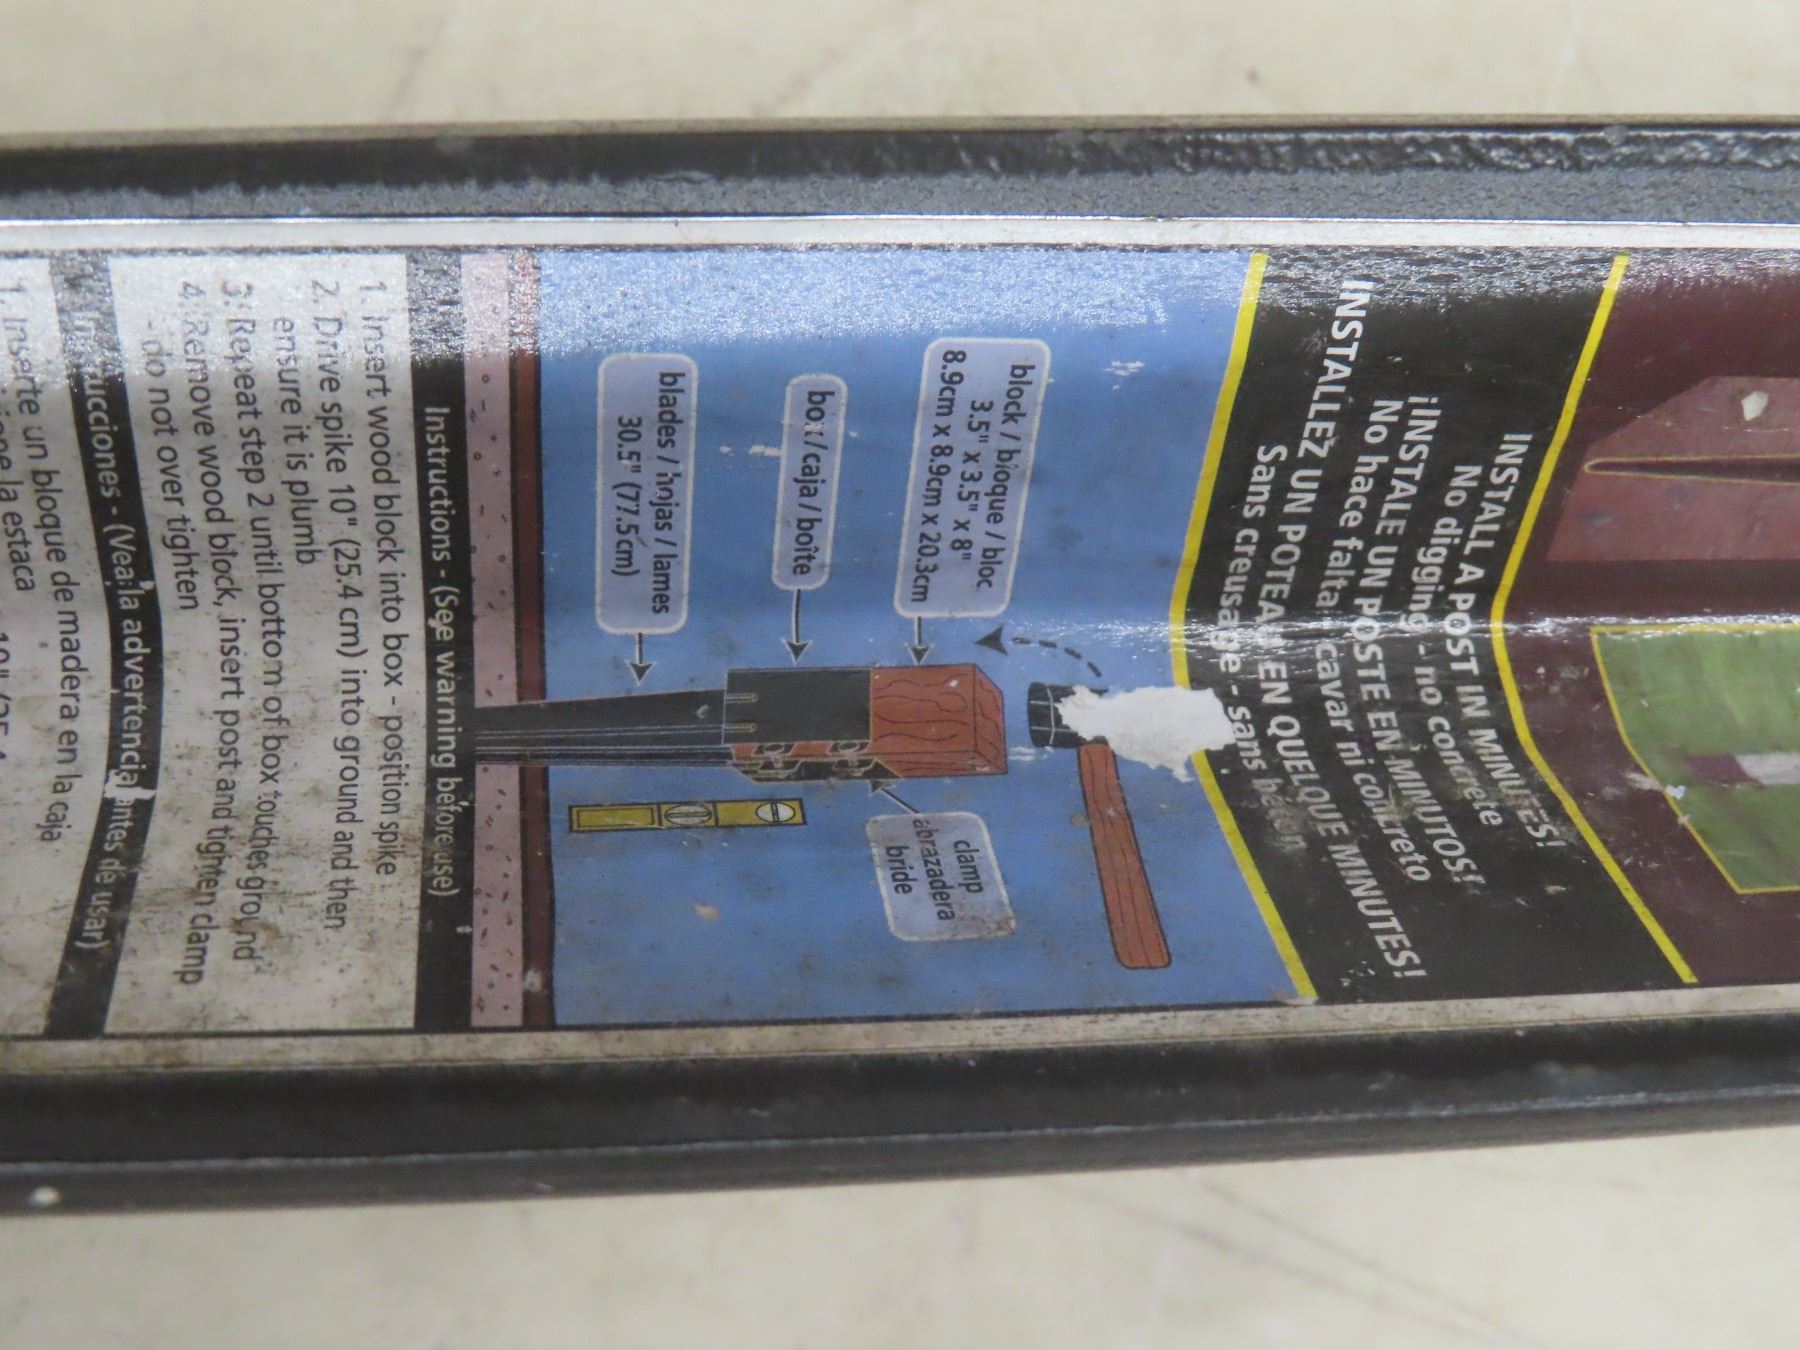 INSTALL A POST IN MINUTES!
No digging - no concrete
¡INSTALE UN POSTE EN MINUTOS!
No hace falta cavar ni concreto
INSTALLEZ UN POTEAU EN QUELQUE MINUTES!
Sans creusage - sans
block / bloque / bloc
3.5" x 3.5" x 8"
8.9cm x 8.9cm x 20.3cm
box / caja / boîte
clamp
abrazadera
bride
blades / hojas / lames
30.5" (77.5cm)
Instructions - (See warning before use)
1. Insert wood block into box - position spike
2. Drive spike 10" (25.4 cm) into ground and then
ensure it is plumb
3. Repeat step 2 until bottom of box touches ground
4. Remove wood block, insert post and tighten clamp
- do not over tighten
Instrucciones - (Vea la advertencia antes de usar)
1. Inserte un bloque de madera en la caja
la estaca